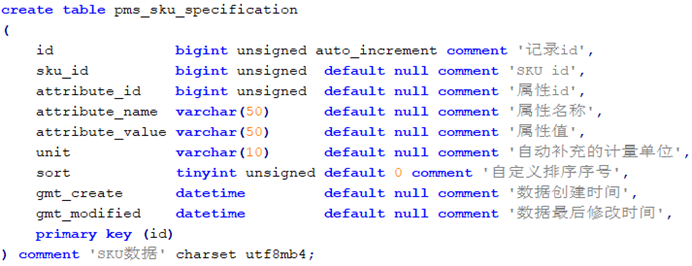 create table pms_sku_specification
(
id bigint unsigned auto_increment comment '记录id',
sku_id bigint unsigned default null comment 'SKU id',
attribute_id bigint unsigned default null comment '属性id',
attribute_name varchar(50) default null comment '属性名称',
attribute_value varchar(50) default null comment '属性值',
unit varchar(10) default null comment '自动补充的计量单位',
sort tinyint unsigned default 0 comment '自定义排序序号',
gmt_create datetime default null comment '数据创建时间',
gmt_modified datetime default null comment '数据最后修改时间',
primary key (id)
) comment 'SKU数据' charset utf8mb4;